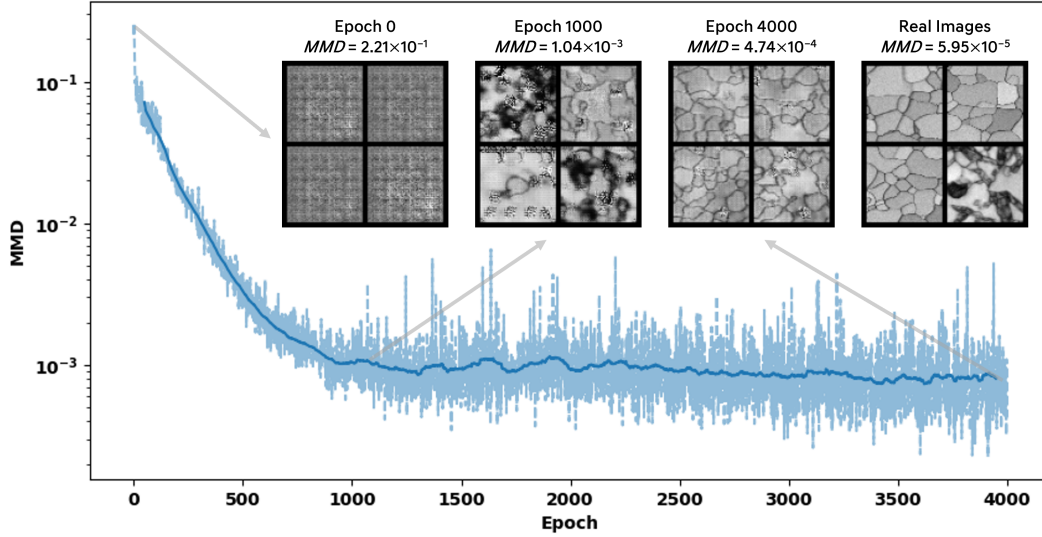 Epoch 0
MMD = 2.21×10⁻¹
Epoch 1000
MMD = 1.04×10⁻³
Epoch 4000
MMD = 4.74×10⁻⁴
Real Images
MMD = 5.95×10⁻⁵
MMD
10⁻¹
10⁻²
10⁻³
0 500 1000 1500 2000 2500 3000 3500 4000
Epoch